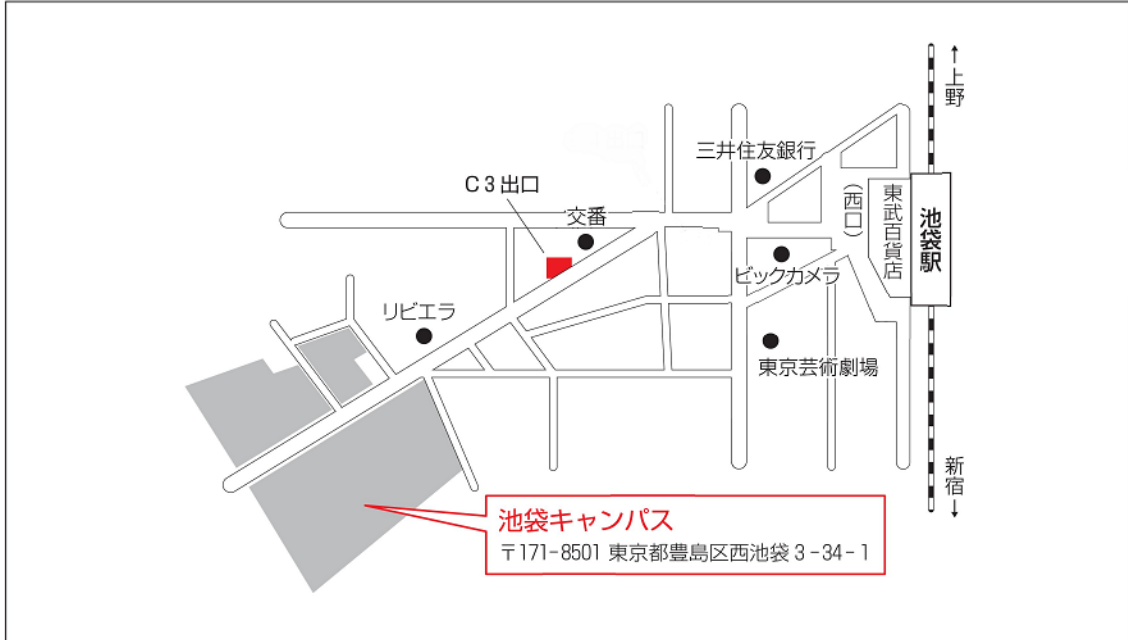 ↑上野
三井住友銀行
C3出口
交番
(西口)
東武百貨店
池袋駅
ビックカメラ
リビエラ
東京芸術劇場
新宿↓
池袋キャンパス
〒171-8501 東京都豊島区西池袋3-34-1